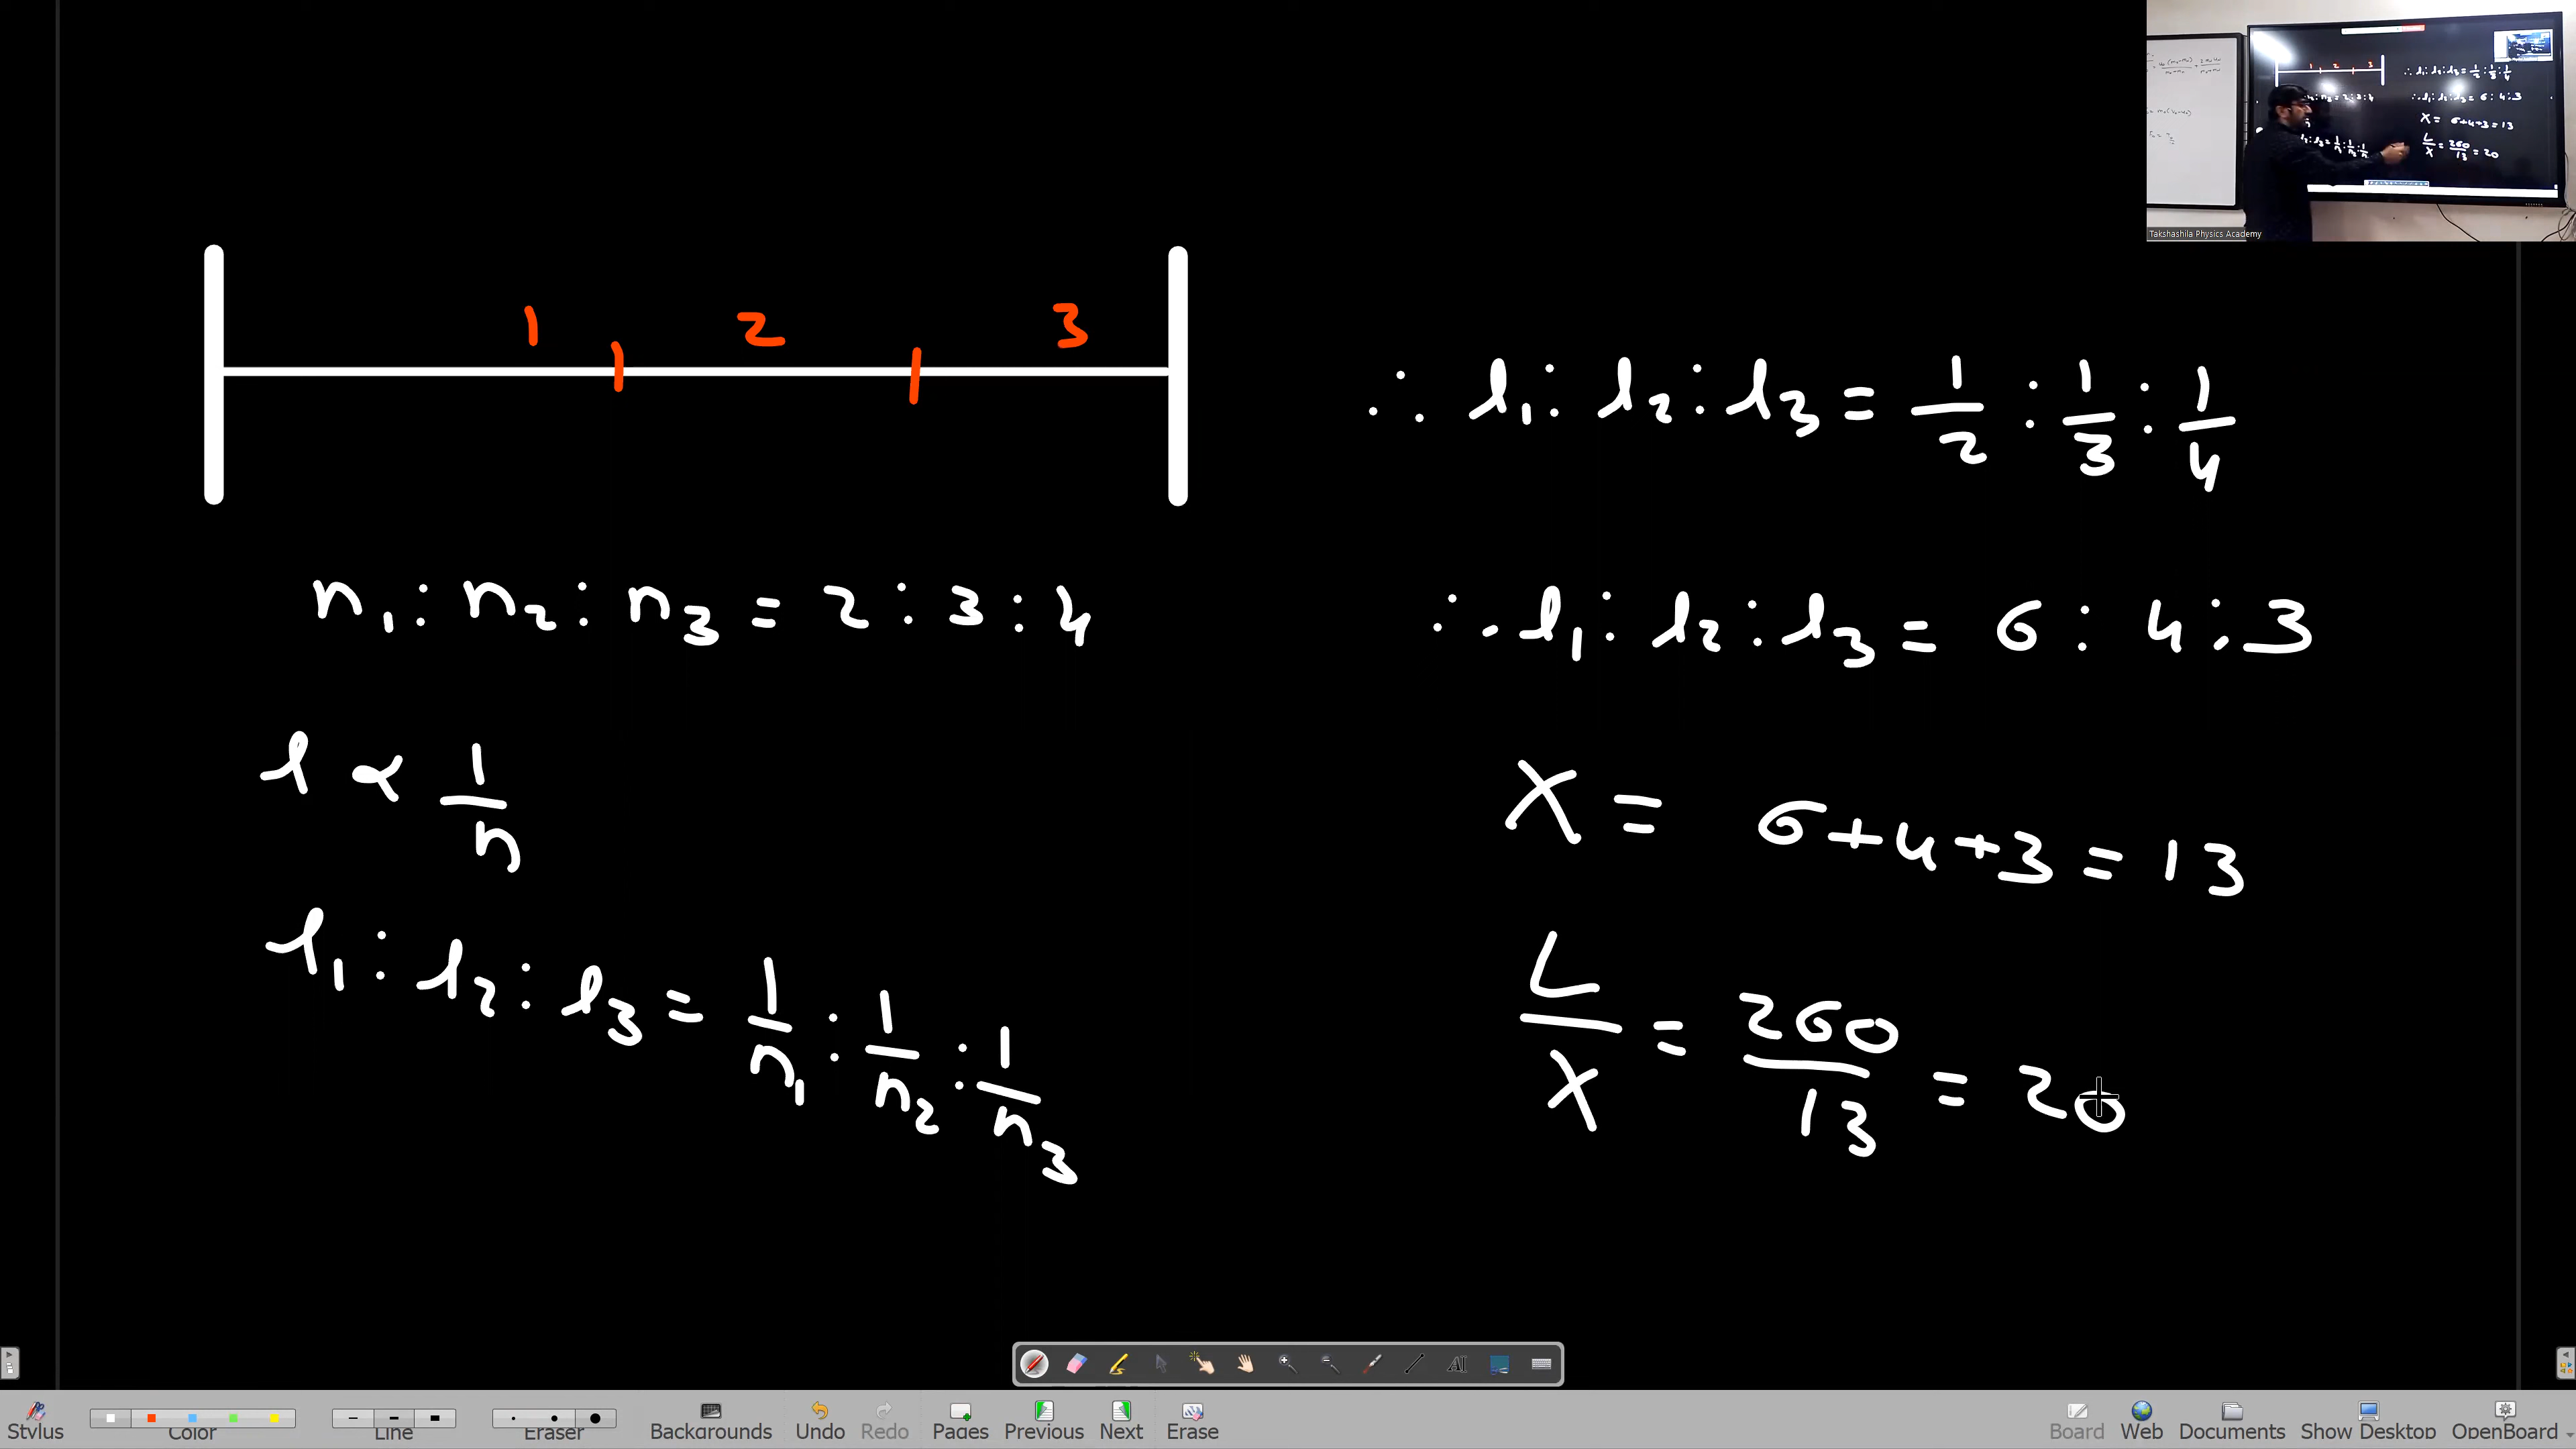 1 2 3
n₁ : n₂ : n₃ = 2 : 3 : 4
l ∝ 1/n
l₁ : l₂ : l₃ = 1/n₁ : 1/n₂ : 1/n₃
∴ l₁ : l₂ : l₃ = 1/2 : 1/3 : 1/4
∴ l₁ : l₂ : l₃ = 6 : 4 : 3
X = 6+4+3 = 13
L/X = 260/13 = 20
Takshashila Physics Academy
Stylus Color Line Eraser Backgrounds Undo Redo Pages Previous Next Erase Board Web Documents Show Desktop OpenBoard